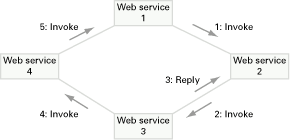 Web service
1
5: Invoke
1: Invoke
Web service
4
Web service
2
3: Reply
4: Invoke
2: Invoke
Web service
3